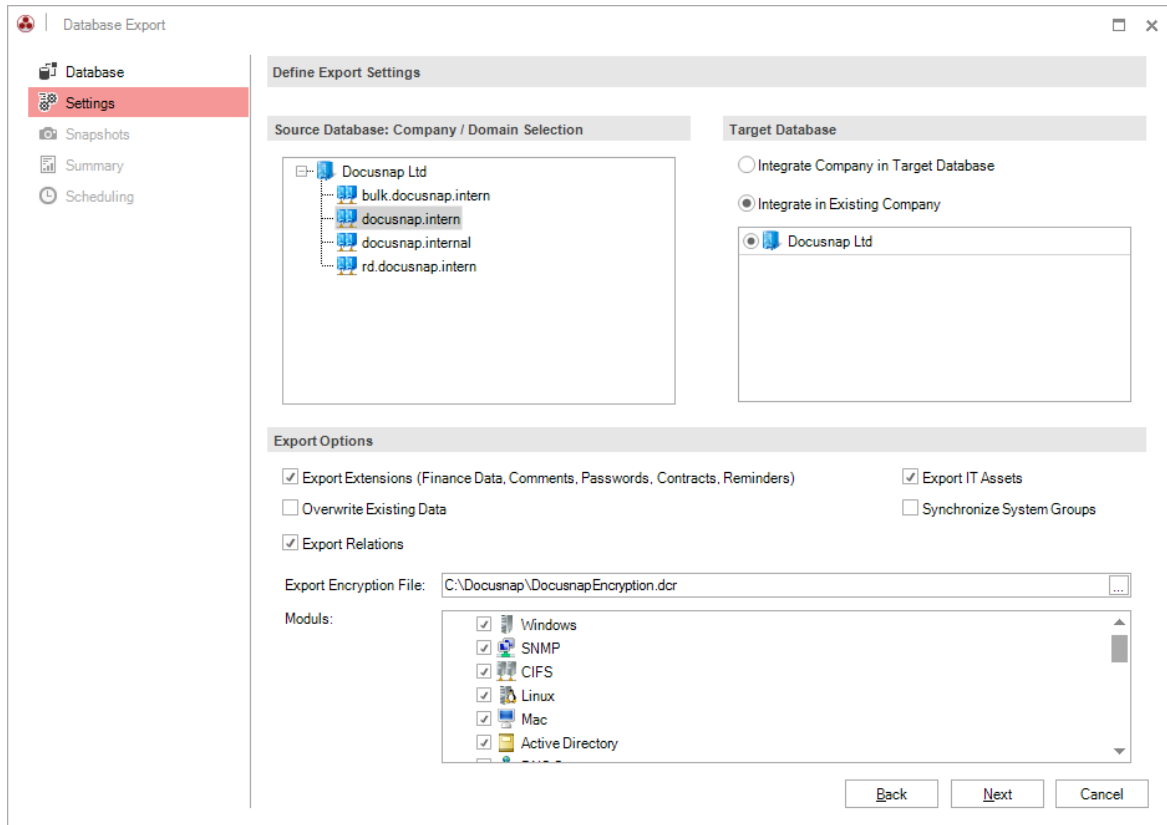 Database Export
Database
Settings
Snapshots
Summary
Scheduling
Define Export Settings
Source Database: Company / Domain Selection
Docusnap Ltd
bulk.docusnap.intern
docusnap.intern
docusnap.internal
rd.docusnap.intern
Target Database
Integrate Company in Target Database
Integrate in Existing Company
Docusnap Ltd
Export Options
Export Extensions (Finance Data, Comments, Passwords, Contracts, Reminders)
Export IT Assets
Overwrite Existing Data
Synchronize System Groups
Export Relations
Export Encryption File: C:\Docusnap\DocusnapEncryption.dcr ...
Moduls:
Windows
SNMP
CIFS
Linux
Mac
Active Directory
Back Next Cancel